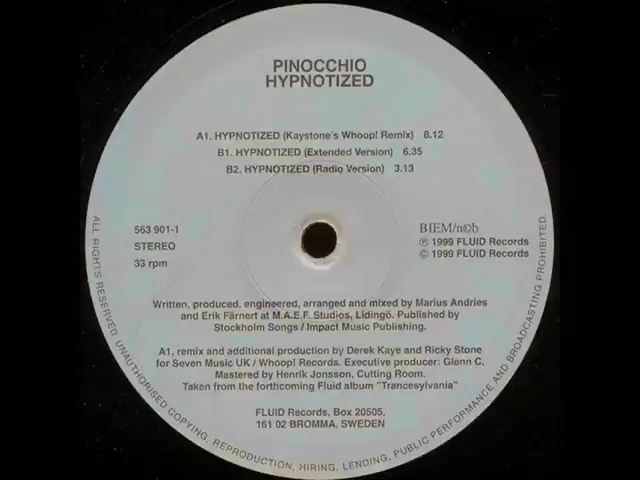 PINOCCHIO
HYPNOTIZED
A1. HYPNOTIZED (Kaystone's Whoop! Remix) 8.12
B1. HYPNOTIZED (Extended Version) 6.35
B2. HYPNOTIZED (Radio Version) 3.13
563 901-1
STEREO
33 rpm
BIEM/n©b
℗ 1999 FLUID Records
© 1999 FLUID Records
Written, produced, engineered, arranged and mixed by Marius Andries
and Erik Färnert at M.A.E.F. Studios, Lidingö. Published by
Stockholm Songs / Impact Music Publishing.
A1, remix and additional production by Derek Kaye and Ricky Stone
for Seven Music UK / Whoop! Records. Executive producer: Glenn C.
Mastered by Henrik Jonsson, Cutting Room.
Taken from the forthcoming Fluid album "Trancesylvania"
FLUID Records, Box 20505,
161 02 BROMMA, SWEDEN
ALL RIGHTS RESERVED. UNAUTHORISED COPYING, REPRODUCTION, HIRING, LENDING, PUBLIC PERFORMANCE AND BROADCASTING PROHIBITED.